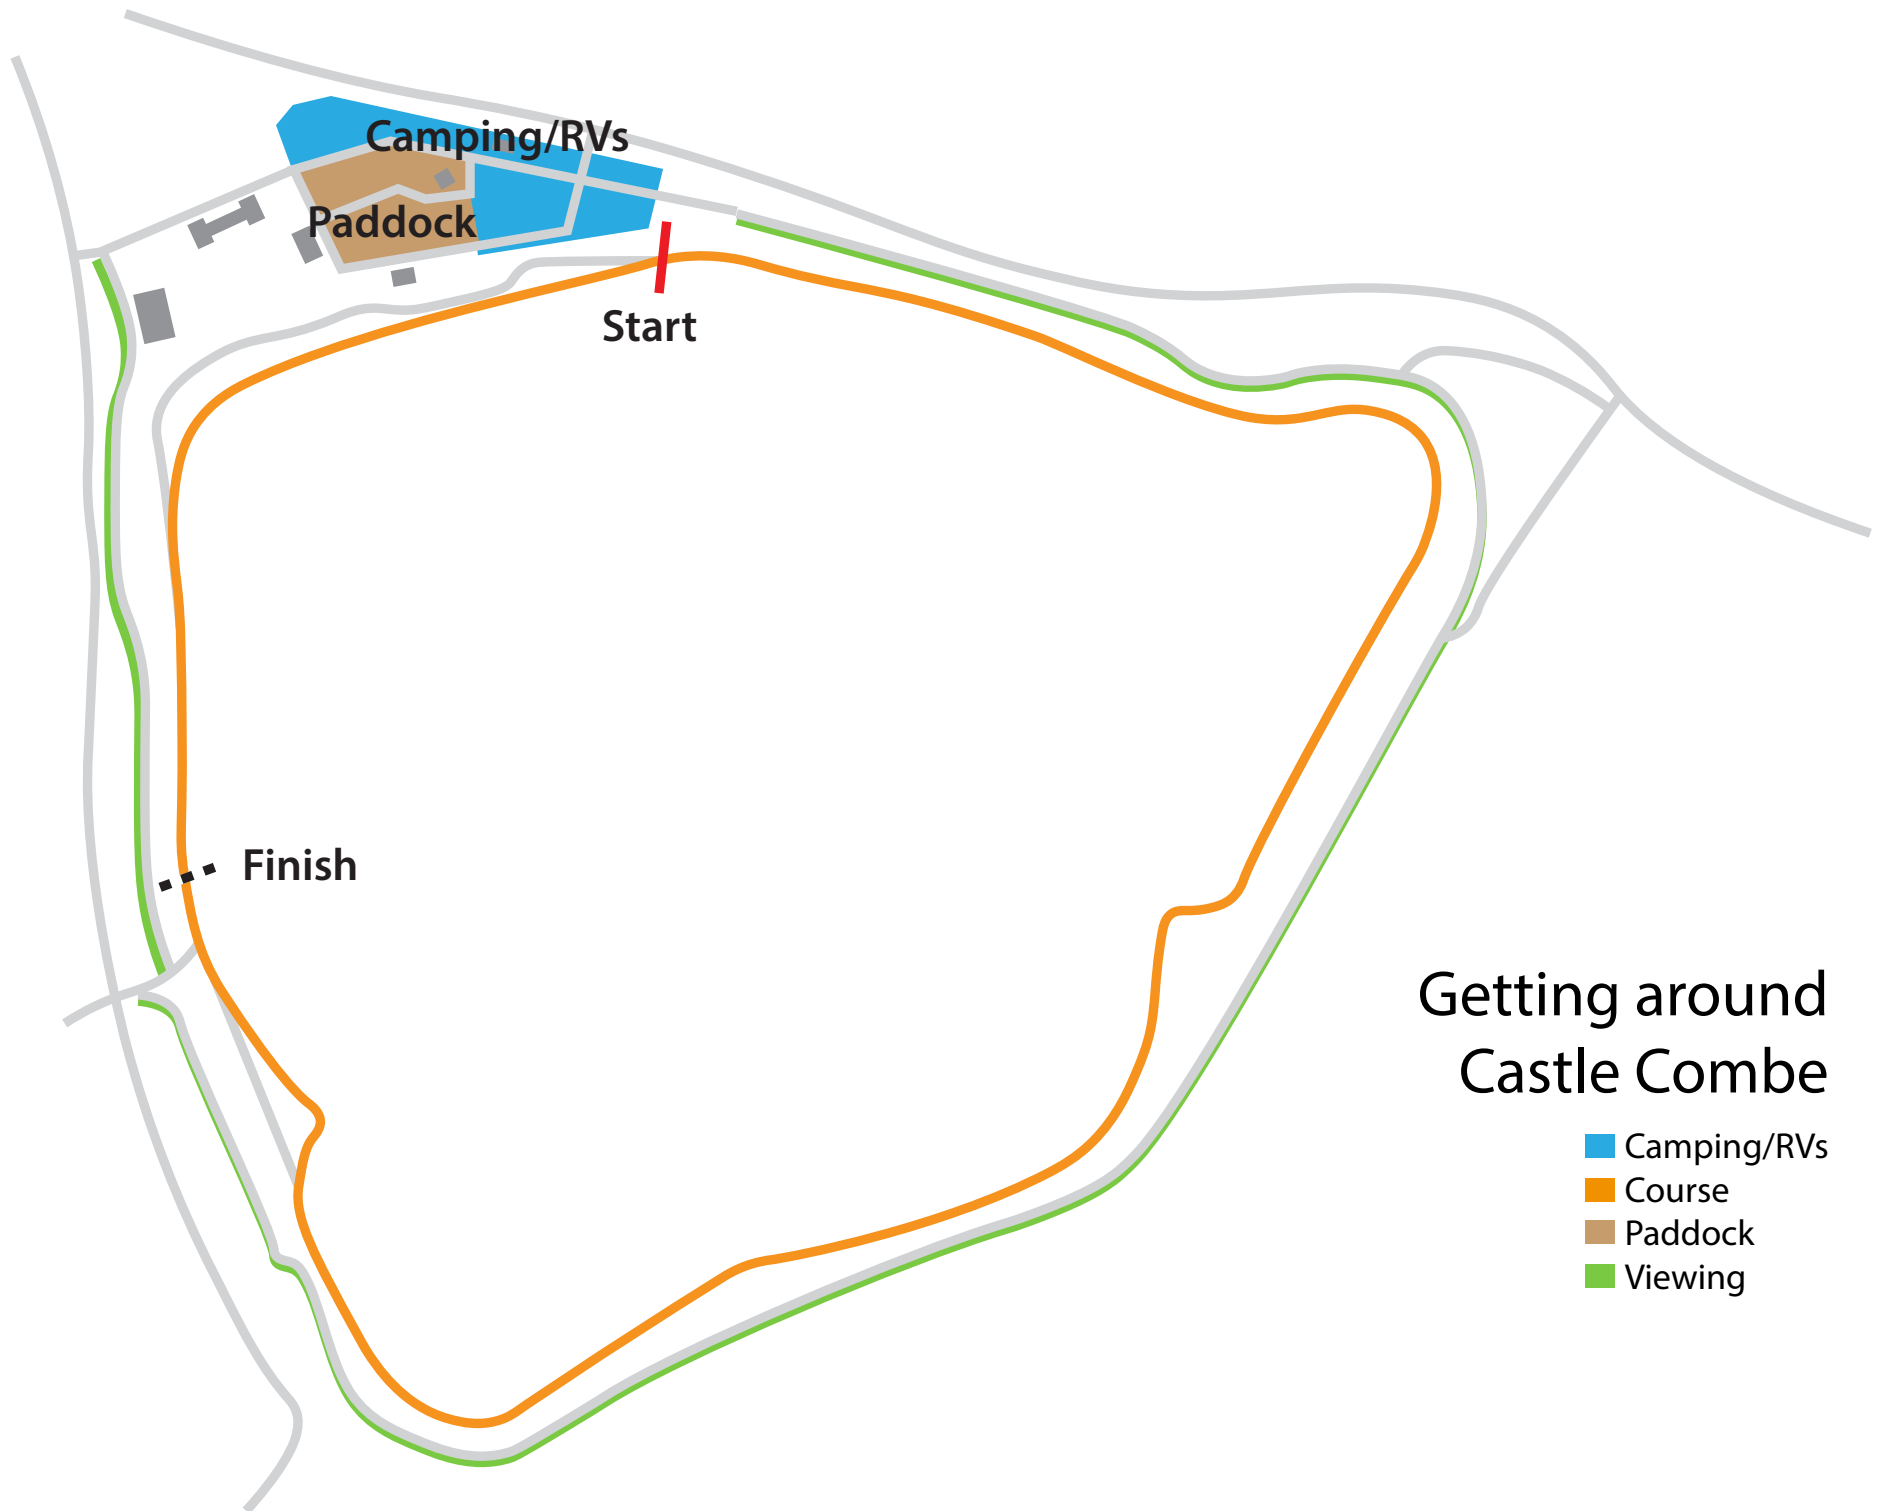 Camping/RVs
Paddock
Start
Finish
Getting around
Castle Combe
Camping/RVs
Course
Paddock
Viewing